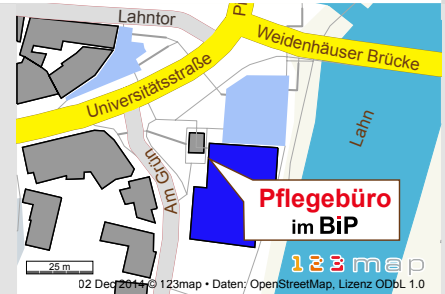 Lahntor
Pl
Weidenhäuser Brücke
Universitätsstraße
Lahn
Am Grün
Pflegebüro
im BiP
25 m
123map
02 Dec 2014 © 123map • Daten: OpenStreetMap, Lizenz ODbL 1.0